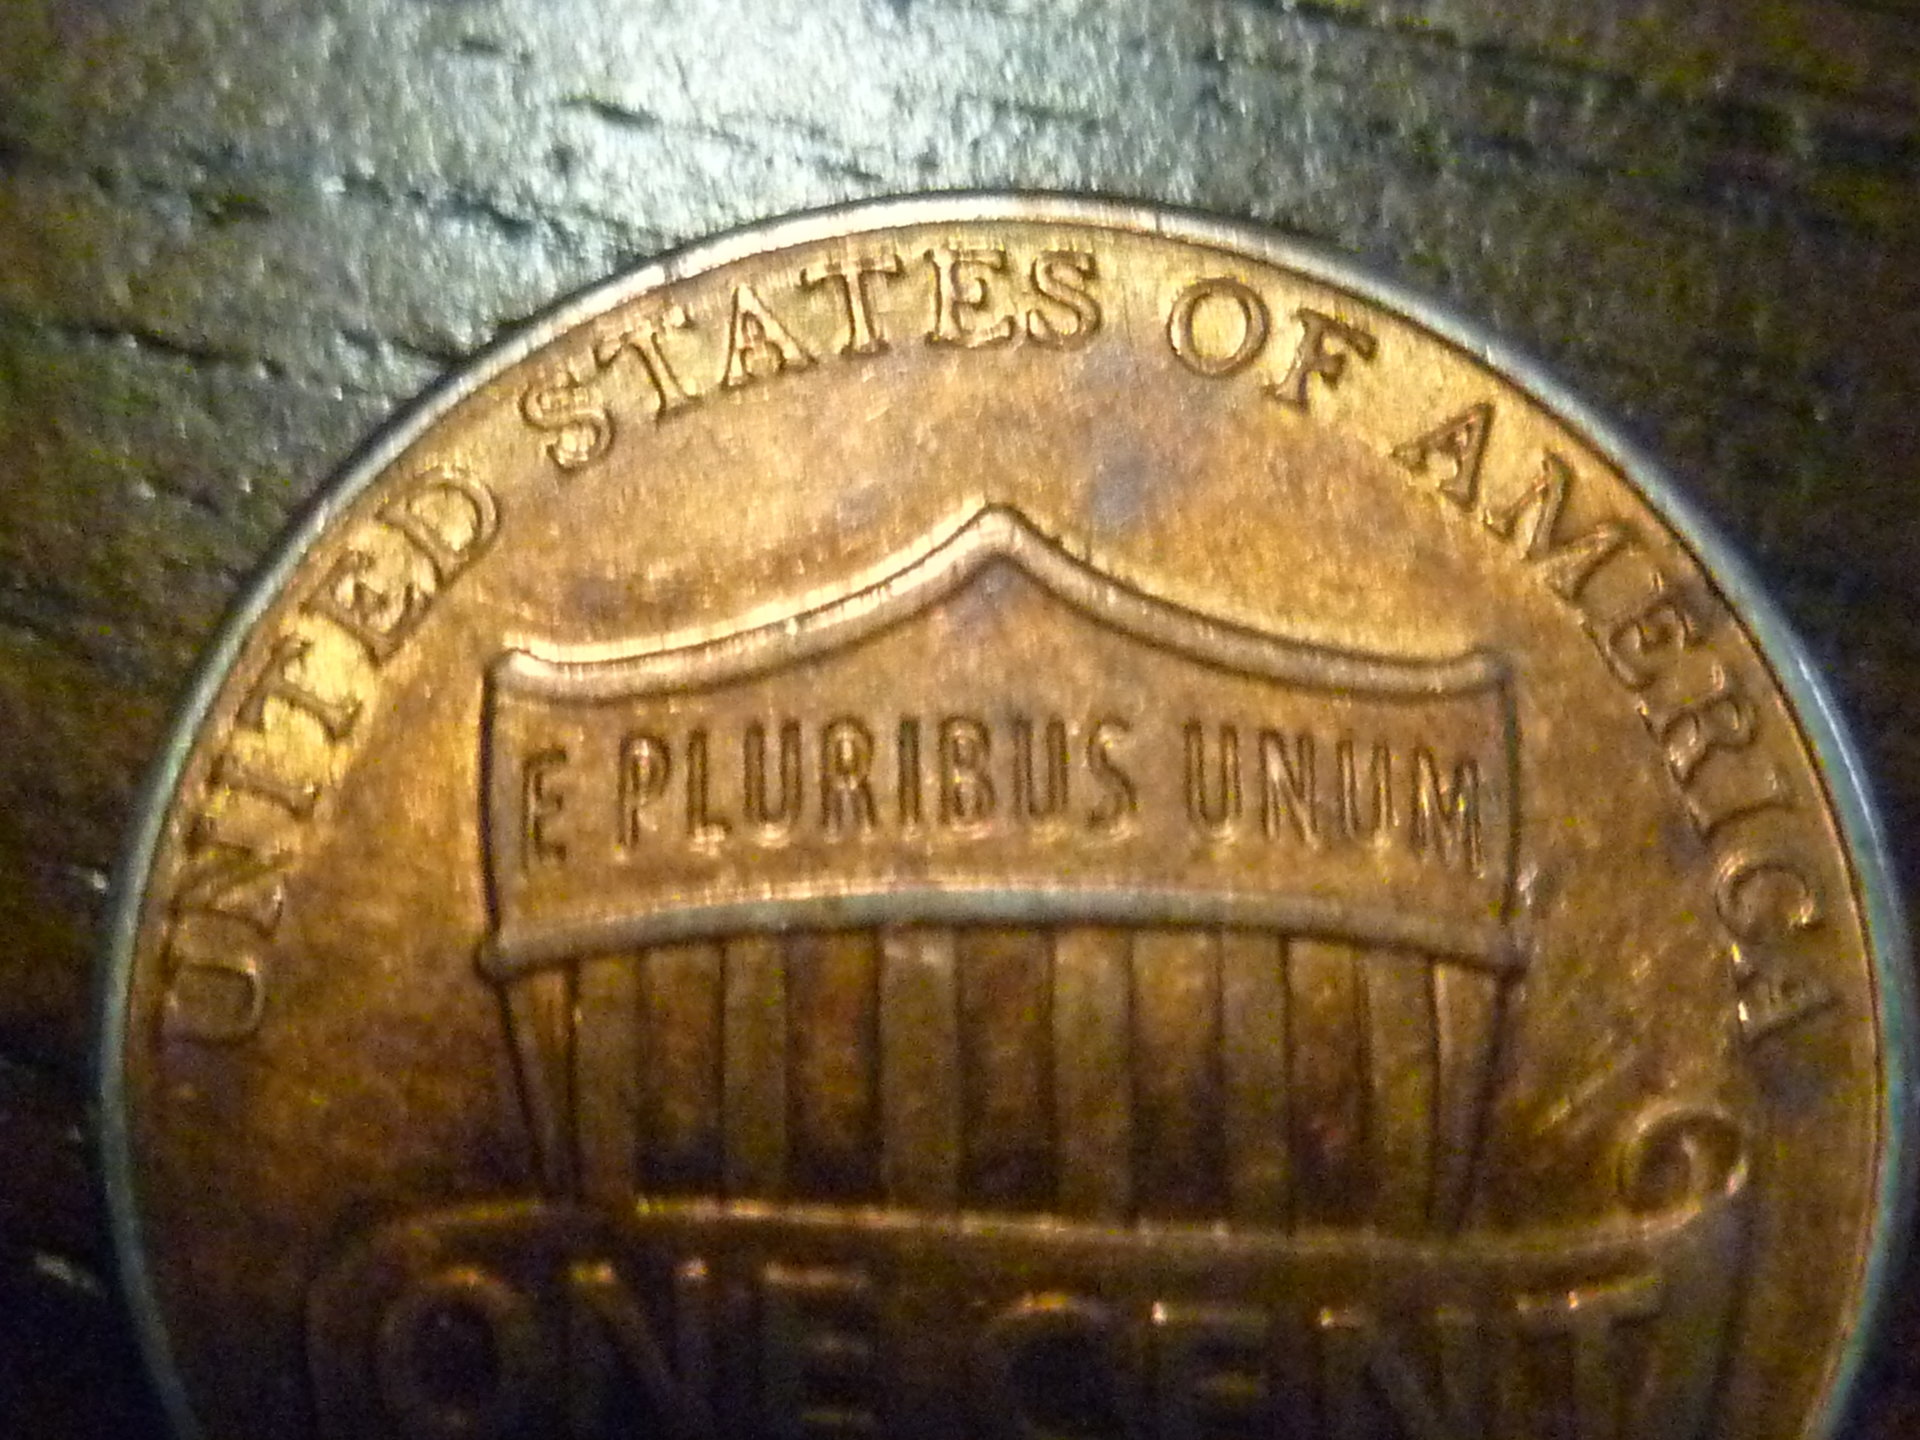 UNITED STATES OF AMERICA
E PLURIBUS UNUM
ONE CENT